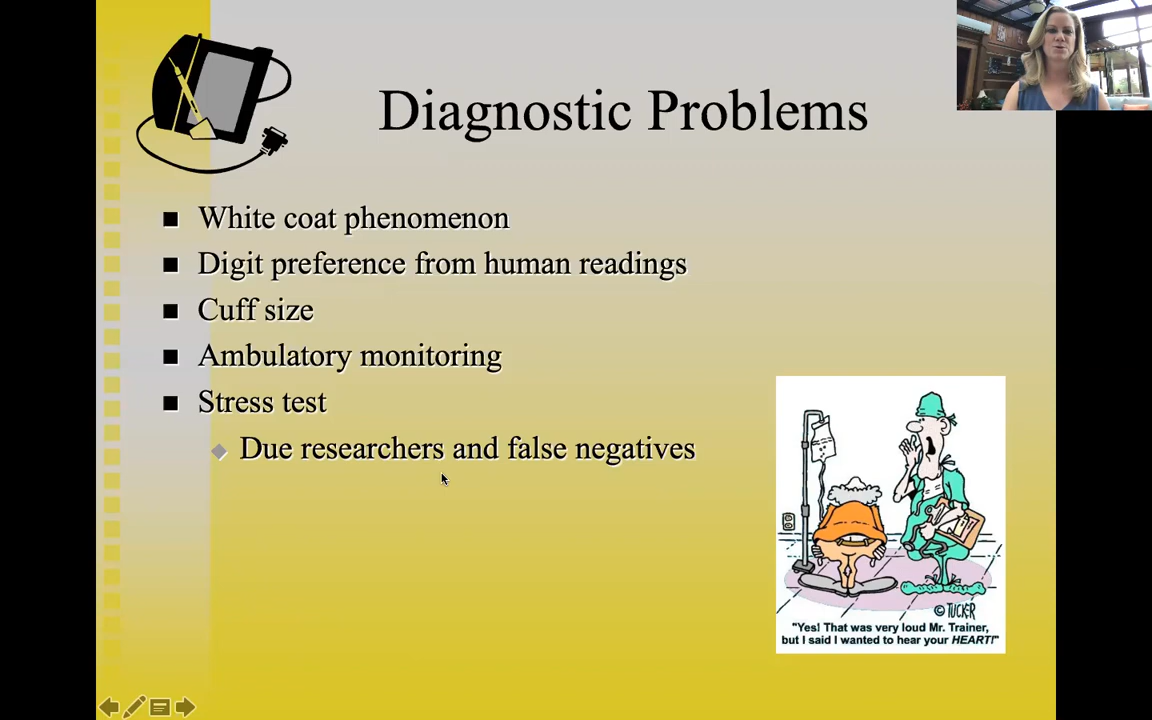 Diagnostic Problems
White coat phenomenon
Digit preference from human readings
Cuff size
Ambulatory monitoring
Stress test
Due researchers and false negatives
©TUCKER
"Yes! That was very loud Mr. Trainer,
but I said I wanted to hear your HEART!"